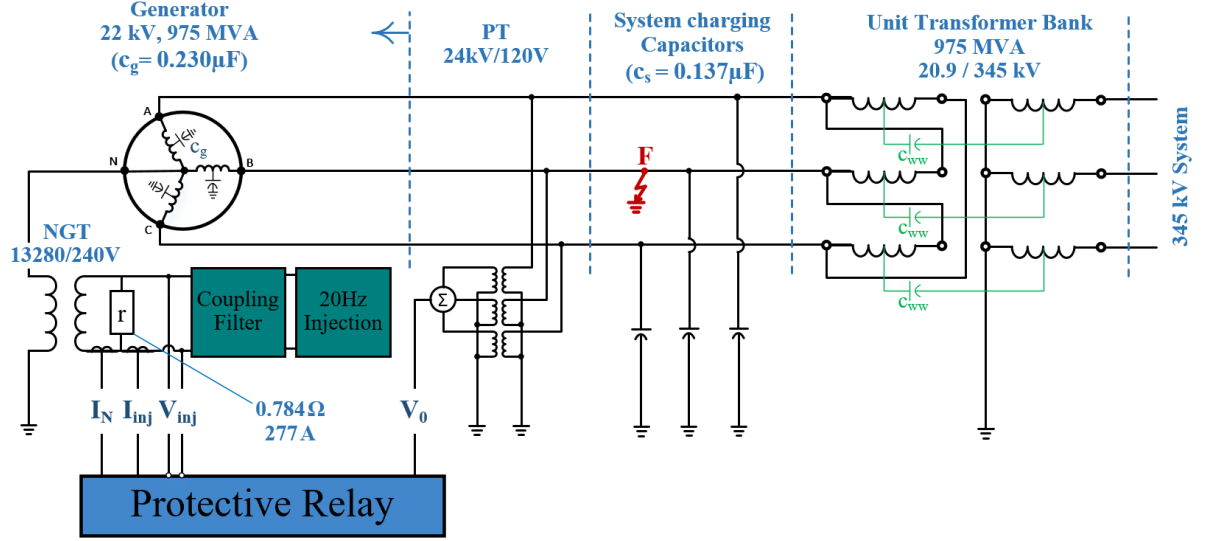 Generator
22 kV, 975 MVA
(cg= 0.230µF)
PT
24kV/120V
System charging
Capacitors
(cs = 0.137µF)
Unit Transformer Bank
975 MVA
20.9 / 345 kV
A
cg
N
B
C
F
cww
cww
cww
345 kV System
NGT
13280/240V
r
Coupling
Filter
20Hz
Injection
Σ
IN Iinj Vinj
0.784Ω
277A
V0
Protective Relay